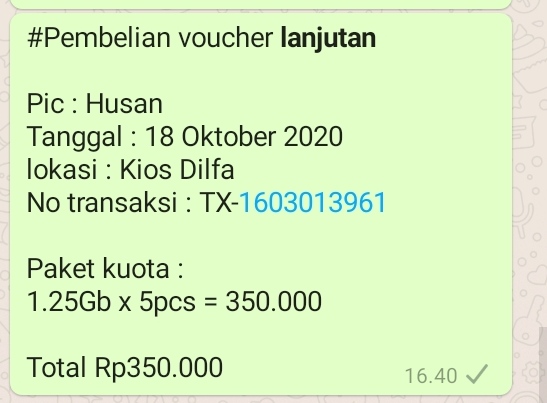 #Pembelian voucher lanjutan
Pic : Husan
Tanggal : 18 Oktober 2020
lokasi : Kios Dilfa
No transaksi : TX-1603013961
Paket kuota :
1.25Gb x 5pcs = 350.000
Total Rp350.000
16.40